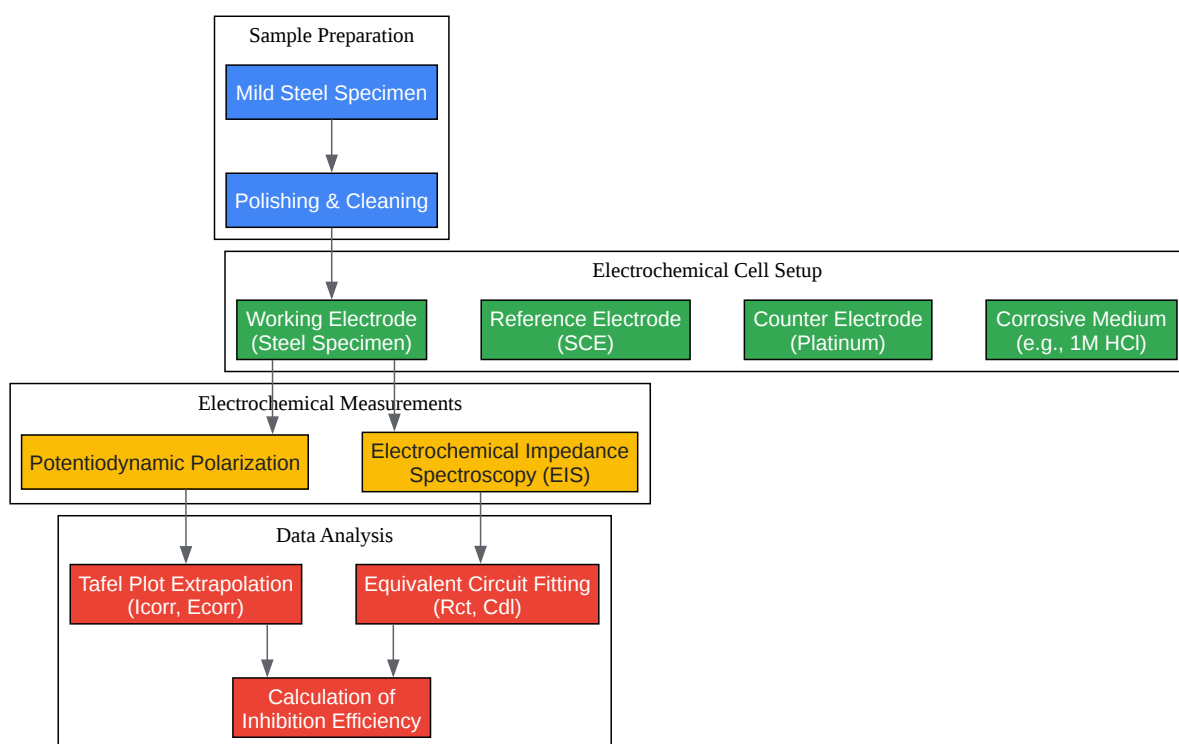 Sample Preparation
Mild Steel Specimen
Polishing & Cleaning
Electrochemical Cell Setup
Working Electrode
(Steel Specimen)
Reference Electrode
(SCE)
Counter Electrode
(Platinum)
Corrosive Medium
(e.g., 1M HCl)
Electrochemical Measurements
Potentiodynamic Polarization
Electrochemical Impedance
Spectroscopy (EIS)
Data Analysis
Tafel Plot Extrapolation
(Icorr, Ecorr)
Equivalent Circuit Fitting
(Rct, Cdl)
Calculation of
Inhibition Efficiency